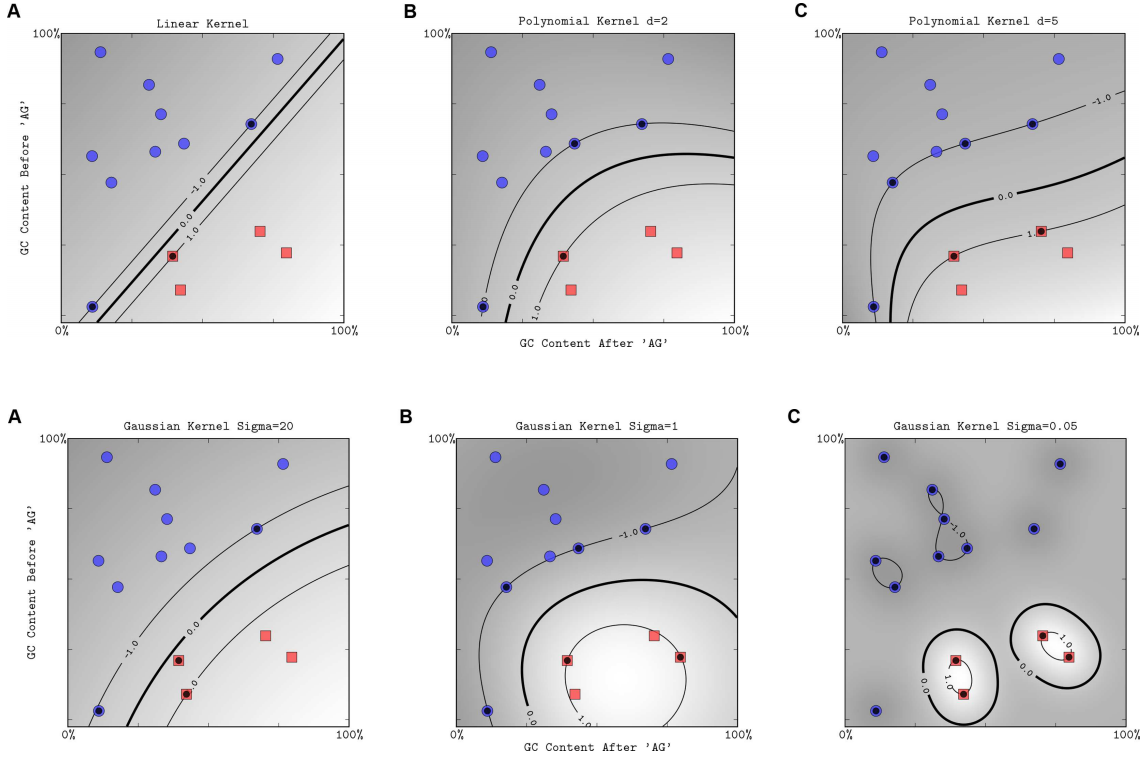 A
Linear Kernel
100%
GC Content Before 'AG'
-1.0
0.0
1.0
0%
100%
B
Polynomial Kernel d=2
100%
0
0.0
1.0
0%
100%
GC Content After 'AG'
C
Polynomial Kernel d=5
100%
-1.0
0.0
1.
0%
100%
A
Gaussian Kernel Sigma=20
100%
GC Content Before 'AG'
-1.0
0.0
.0
0%
100%
B
Gaussian Kernel Sigma=1
100%
-1.0
0.0
1.0
0%
100%
GC Content After 'AG'
C
Gaussian Kernel Sigma=0.05
100%
-1.0
1.0
0.0
0.0
1.0
0%
100%